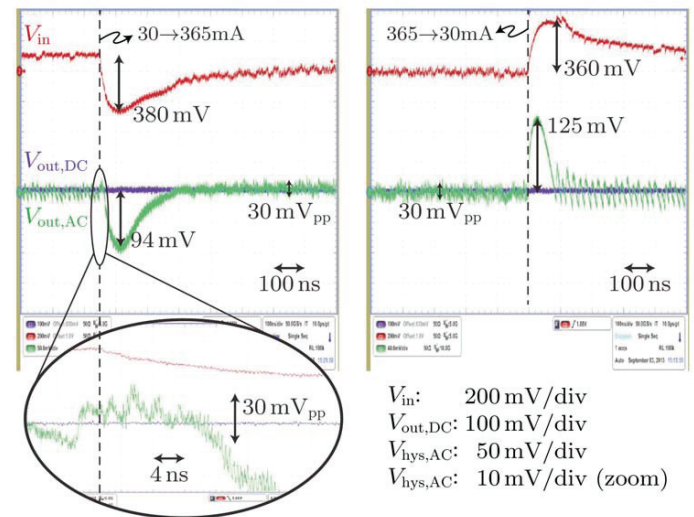 V_in
30→365mA
380 mV
V_out,DC
V_out,AC
94 mV
30 mV_pp
100 ns
365→30mA
360 mV
125 mV
30 mV_pp
100 ns
30 mV_pp
4 ns
V_in: 200 mV/div
V_out,DC: 100 mV/div
V_hys,AC: 50 mV/div
V_hys,AC: 10 mV/div (zoom)